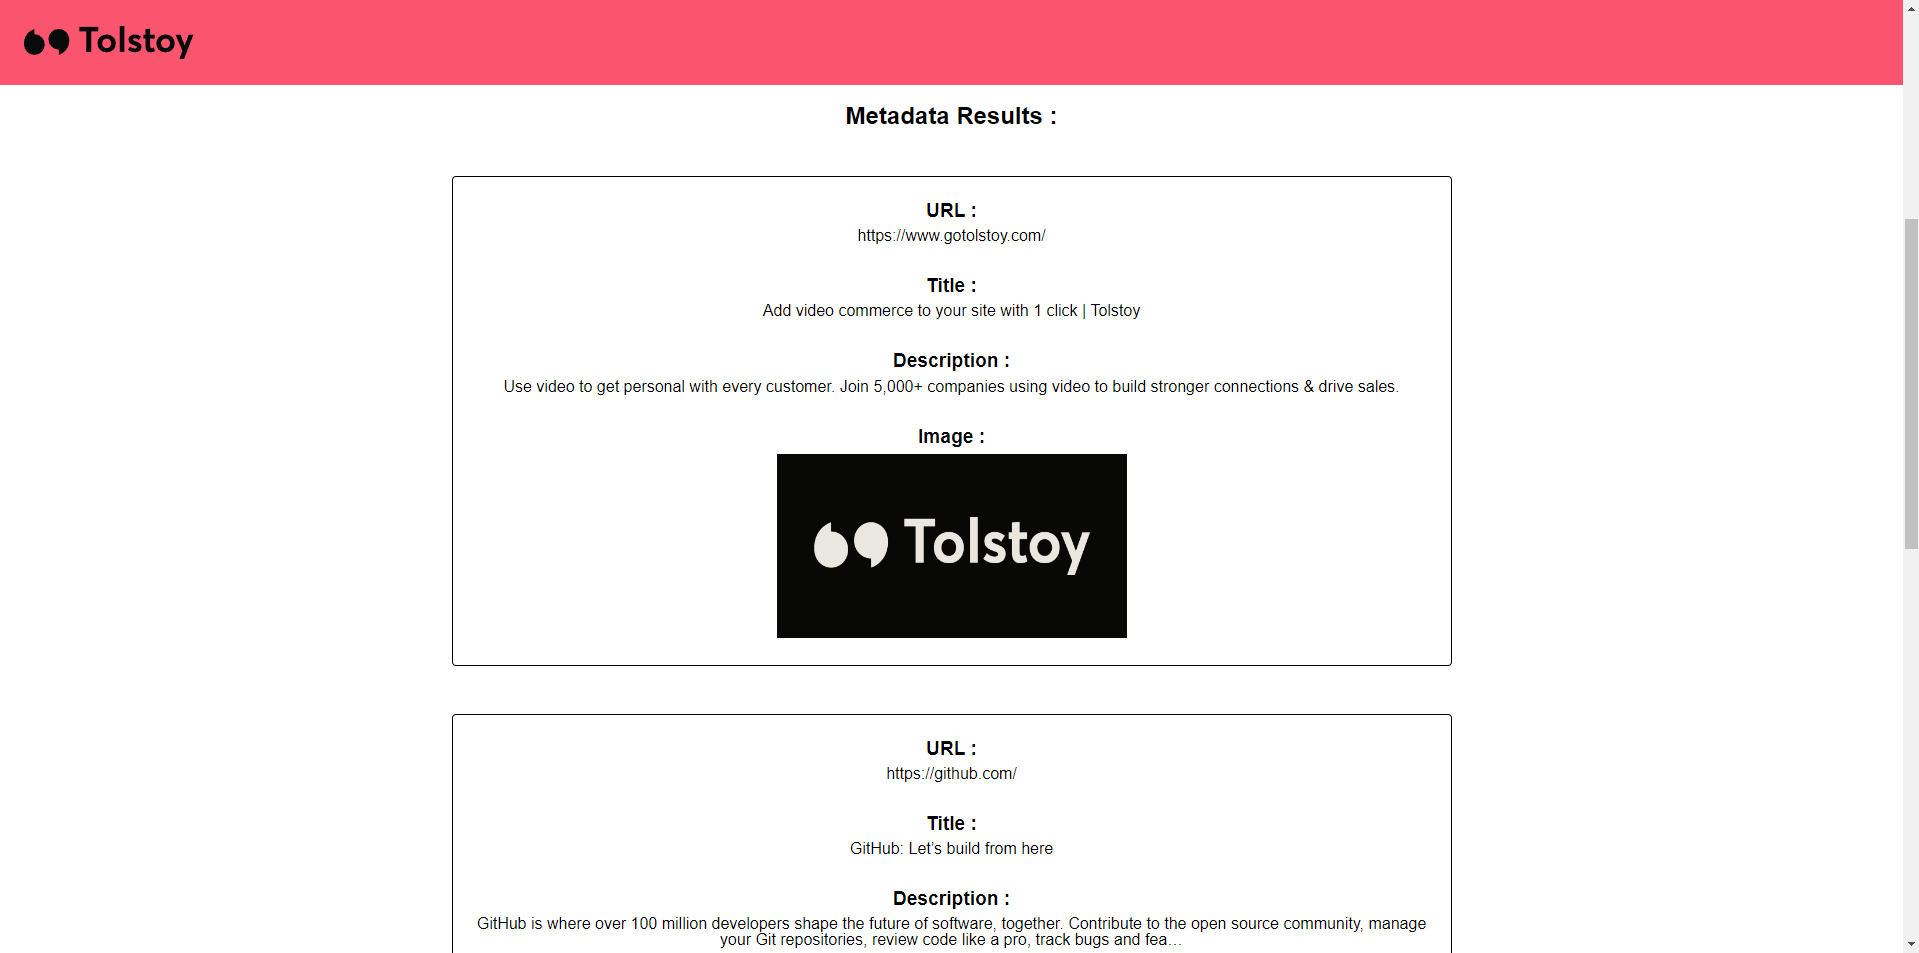 Tolstoy
Metadata Results :
URL :
https://www.gotolstoy.com/
Title :
Add video commerce to your site with 1 click | Tolstoy
Description :
Use video to get personal with every customer. Join 5,000+ companies using video to build stronger connections & drive sales.
Image :
Tolstoy
URL :
https://github.com/
Title :
GitHub: Let’s build from here
Description :
GitHub is where over 100 million developers shape the future of software, together. Contribute to the open source community, manage
your Git repositories, review code like a pro, track bugs and fea…